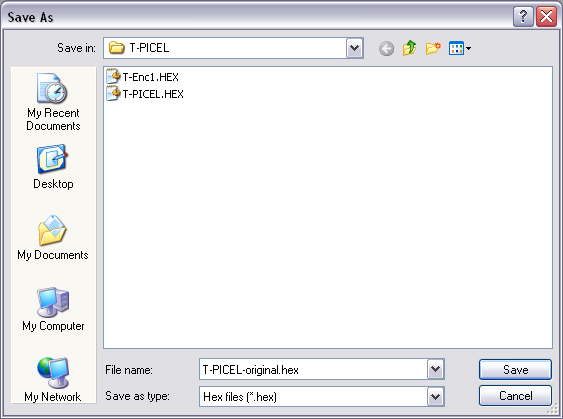 Save As
Save in: T-PICEL
T-Enc1.HEX
T-PICEL.HEX
My Recent
Documents
Desktop
My Documents
My Computer
My Network
File name: T-PICEL-original.hex Save
Save as type: Hex files (*.hex) Cancel